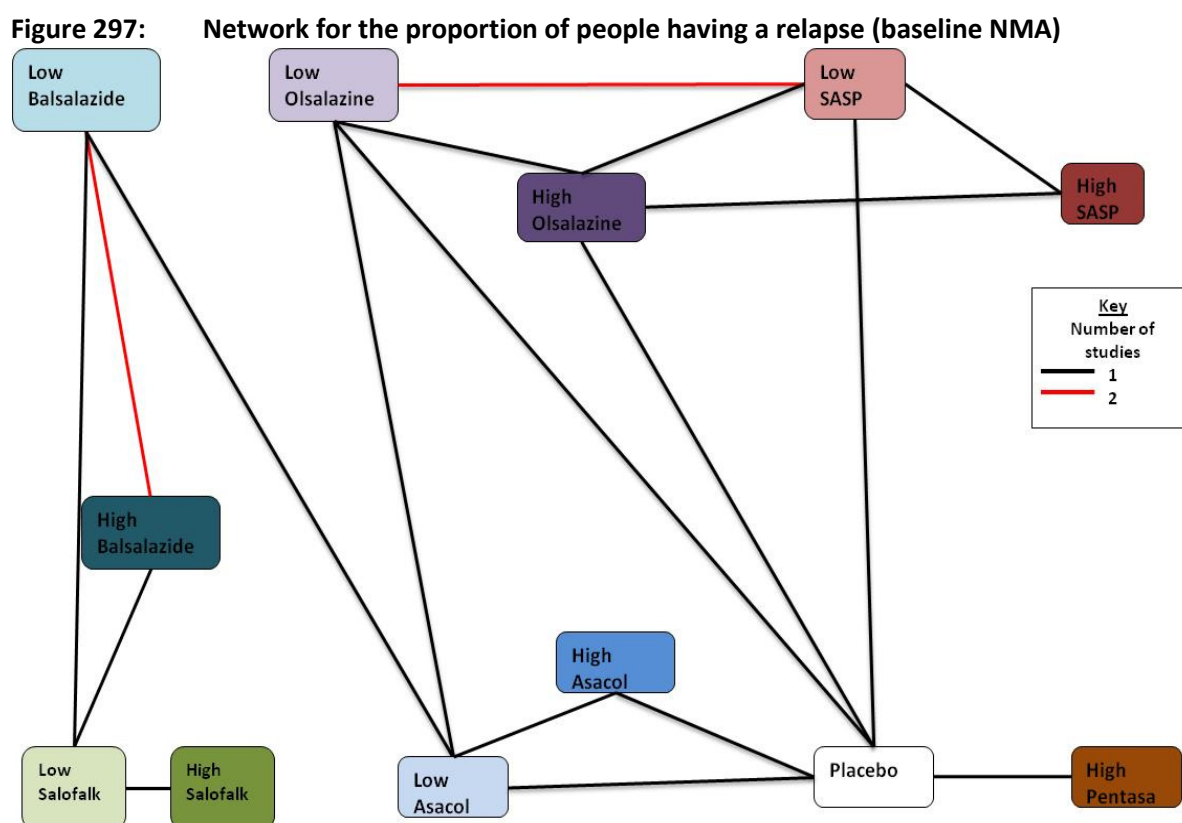 Figure 297: Network for the proportion of people having a relapse (baseline NMA)
Low
Balsalazide
Low
Olsalazine
Low
SASP
High
Olsalazine
High
SASP
Key
Number of
studies
1
2
High
Balsalazide
High
Asacol
Low
Salofalk
High
Salofalk
Low
Asacol
Placebo
High
Pentasa